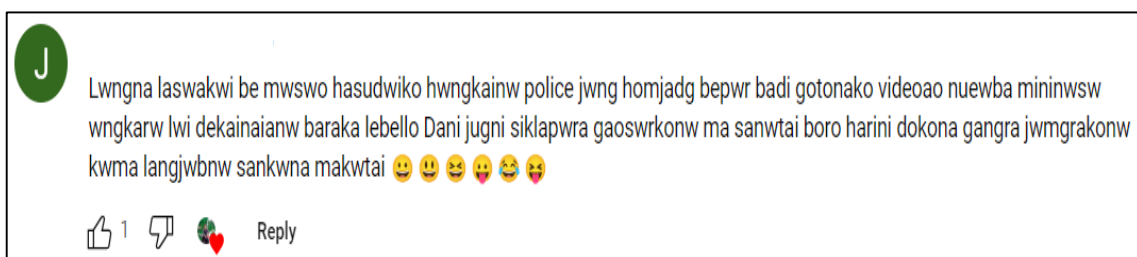 J
Lwngna laswakwi be mwswo hasudwiko hwngkainw police jwng homjadg bepwr badi gotonako videoao nuewba mininwsw
wngkarw lwi dekainaianw baraka lebello Dani jugni siklapwra gaoswrkonw ma sanwtai boro harini dokona gangra jwmgrakonw
kwma langjwbnw sankwna makwtai 😀 😃 😆 😛 😂 😝
1 Reply